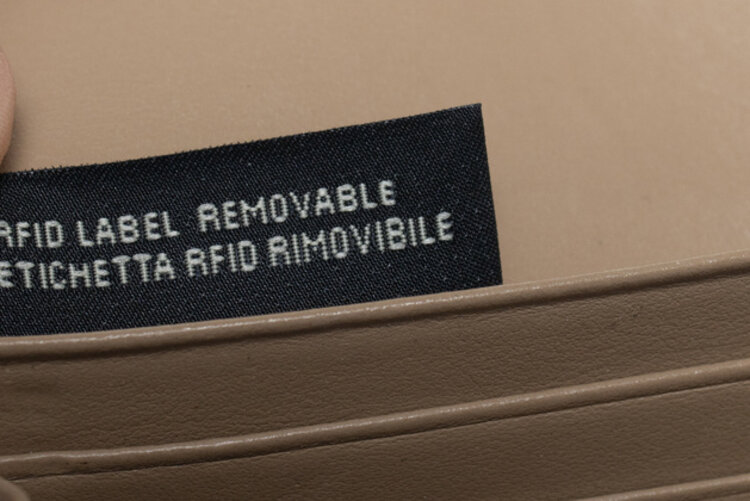 RFID LABEL REMOVABLE
ETICHETTA RFID RIMOVIBILE